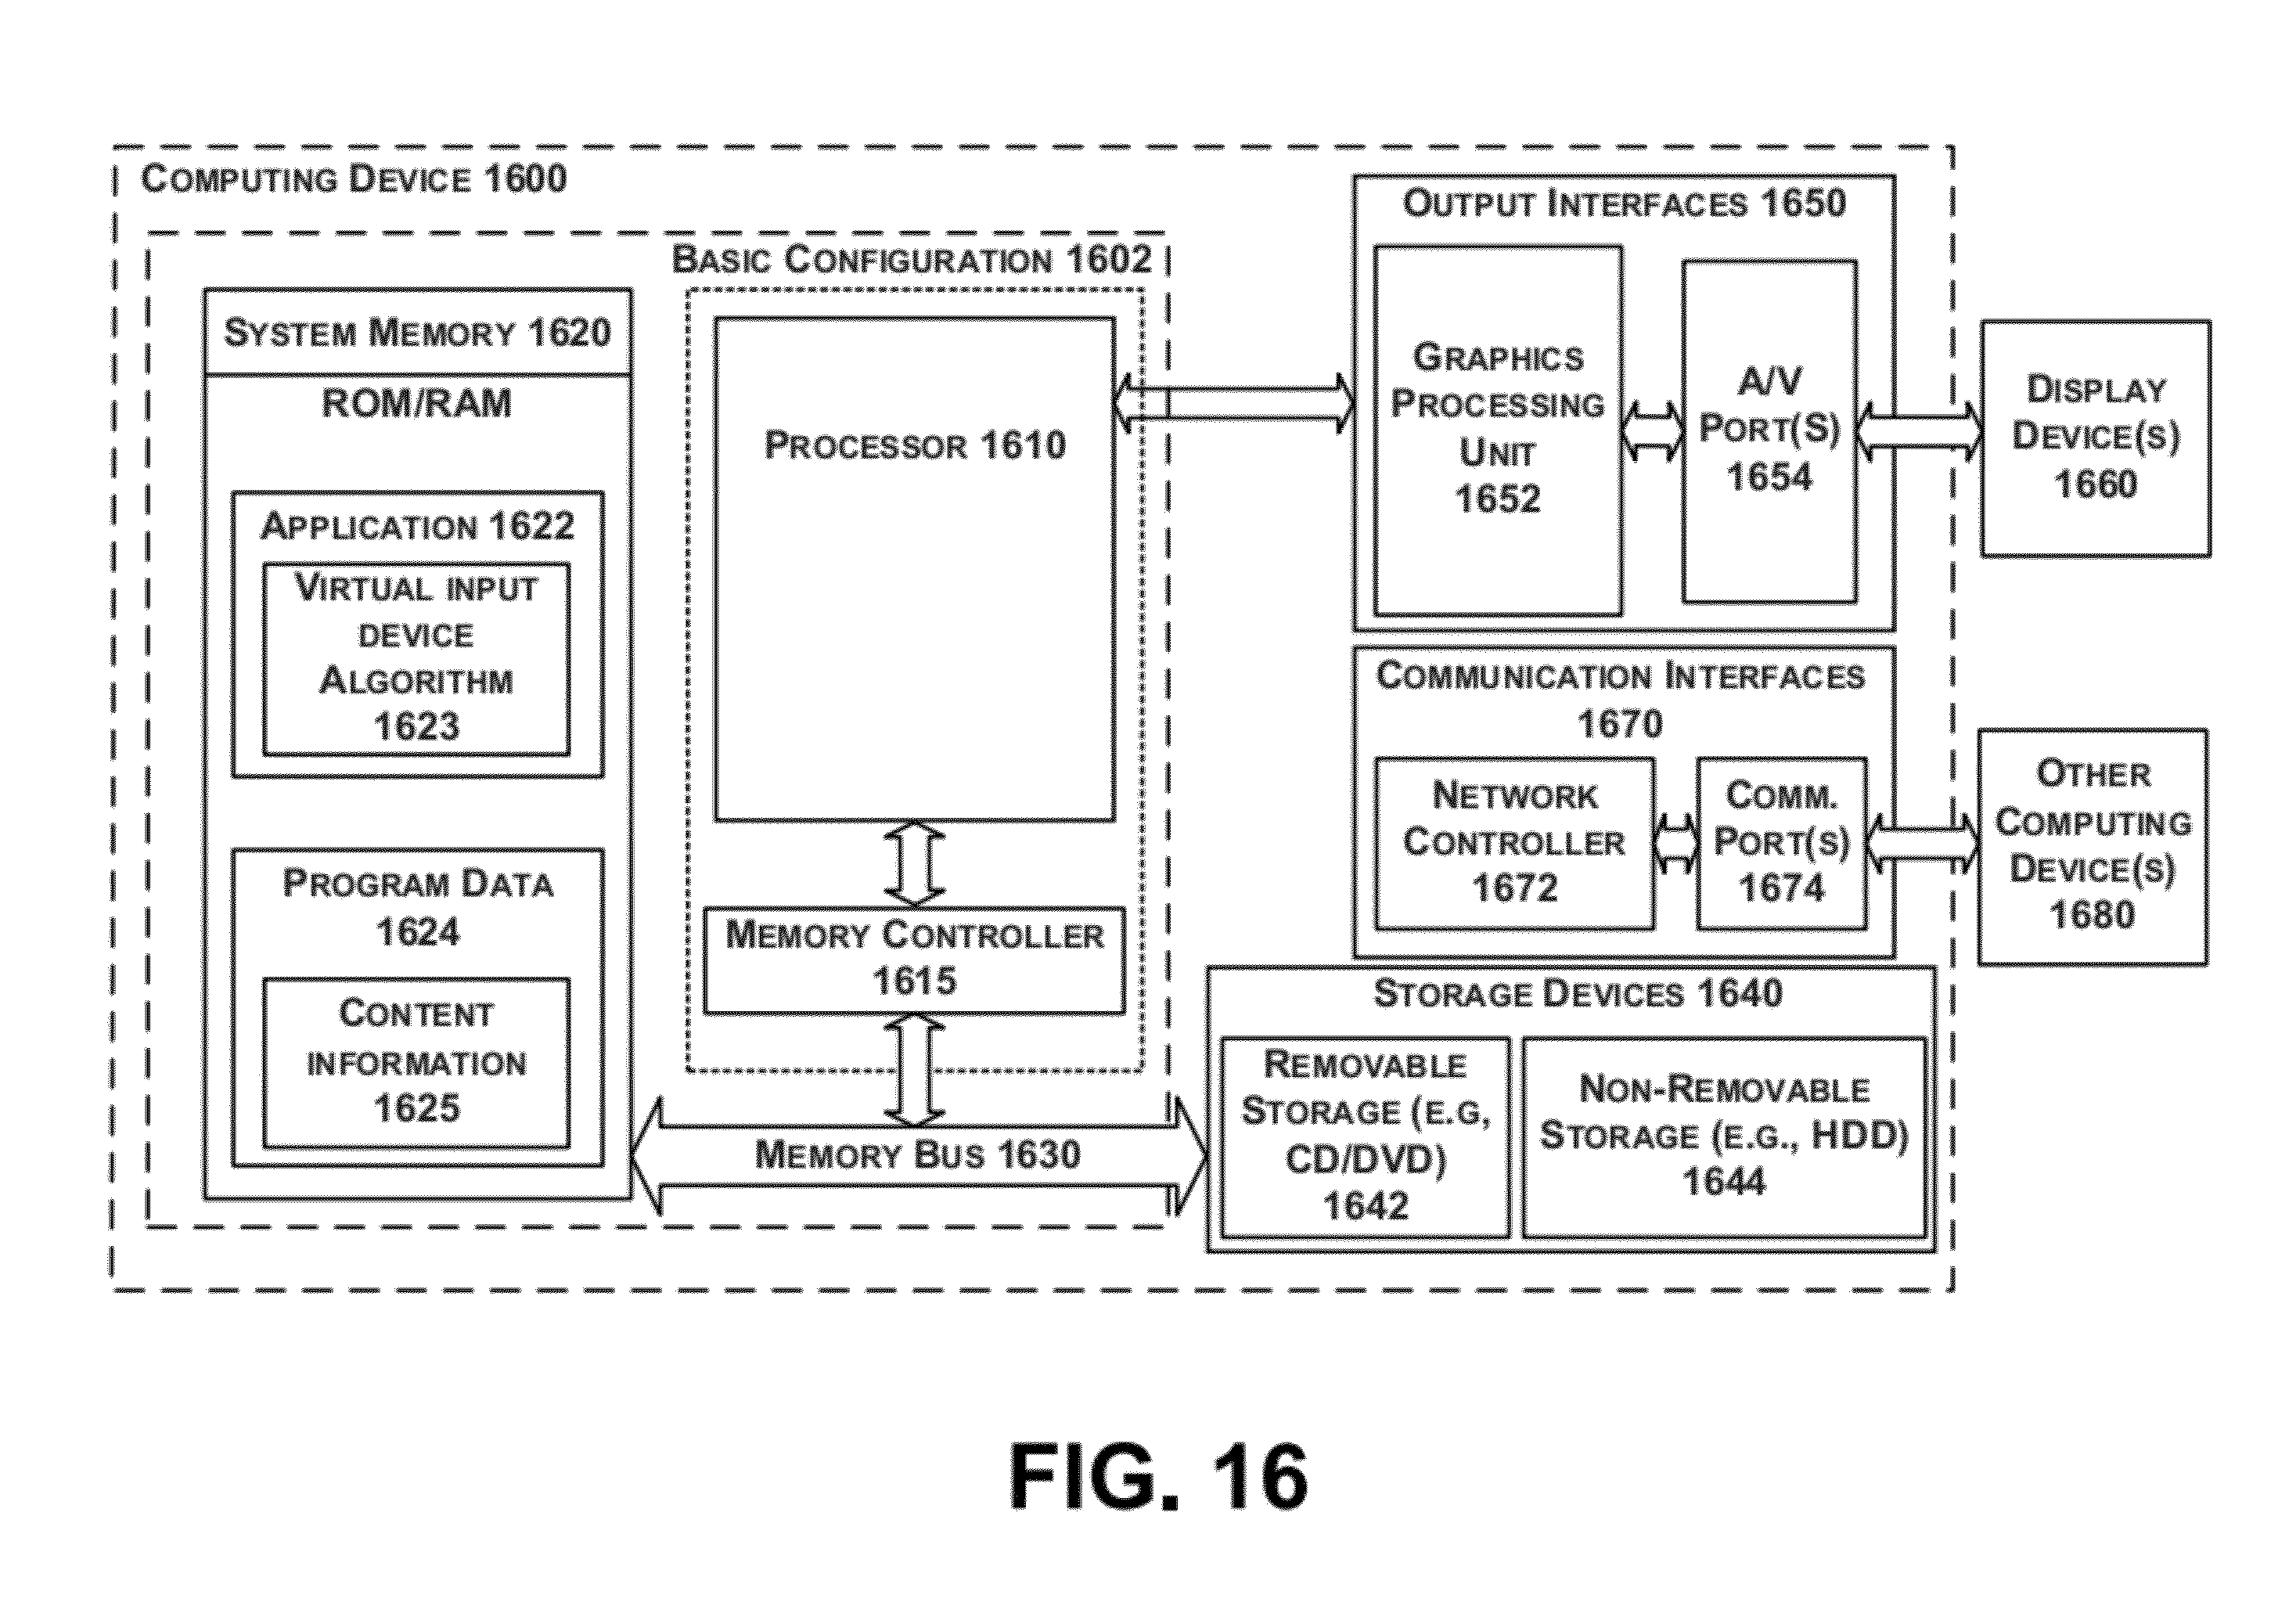 COMPUTING DEVICE 1600
BASIC CONFIGURATION 1602
SYSTEM MEMORY 1620
ROM/RAM
APPLICATION 1622
VIRTUAL INPUT
DEVICE
ALGORITHM
1623
PROGRAM DATA
1624
CONTENT
INFORMATION
1625
PROCESSOR 1610
MEMORY CONTROLLER
1615
MEMORY BUS 1630
OUTPUT INTERFACES 1650
GRAPHICS
PROCESSING
UNIT
1652
A/V
PORT(S)
1654
DISPLAY
DEVICE(S)
1660
COMMUNICATION INTERFACES
1670
NETWORK
CONTROLLER
1672
COMM.
PORT(S)
1674
OTHER
COMPUTING
DEVICE(S)
1680
STORAGE DEVICES 1640
REMOVABLE
STORAGE (E.G,
CD/DVD)
1642
NON-REMOVABLE
STORAGE (E.G., HDD)
1644
FIG. 16